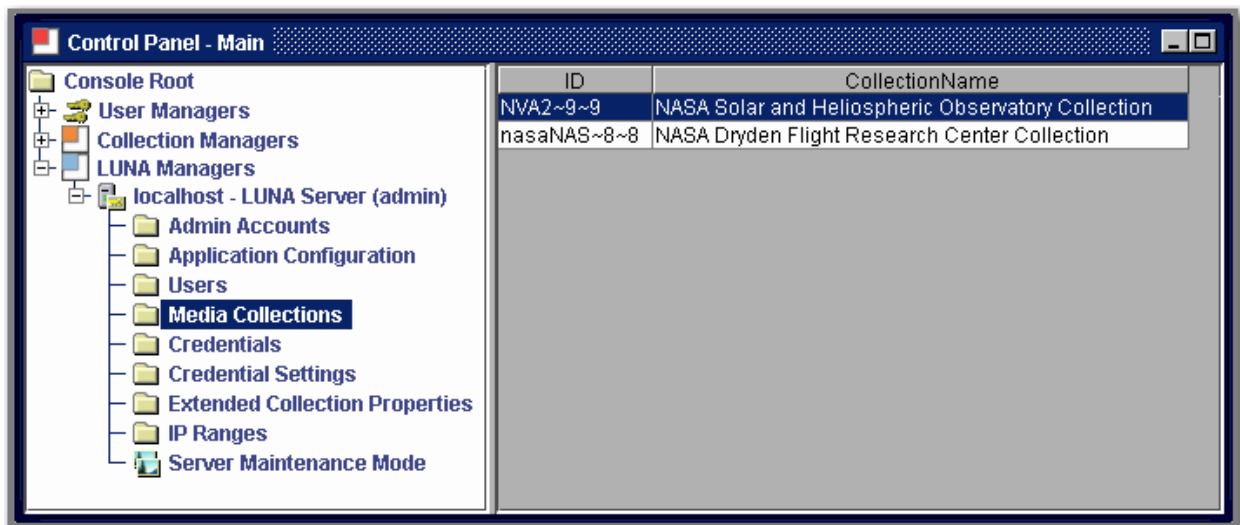 Control Panel - Main
Console Root
User Managers
Collection Managers
LUNA Managers
localhost - LUNA Server (admin)
Admin Accounts
Application Configuration
Users
Media Collections
Credentials
Credential Settings
Extended Collection Properties
IP Ranges
Server Maintenance Mode
ID CollectionName
NVA2~9~9 NASA Solar and Heliospheric Observatory Collection
nasaNAS~8~8 NASA Dryden Flight Research Center Collection